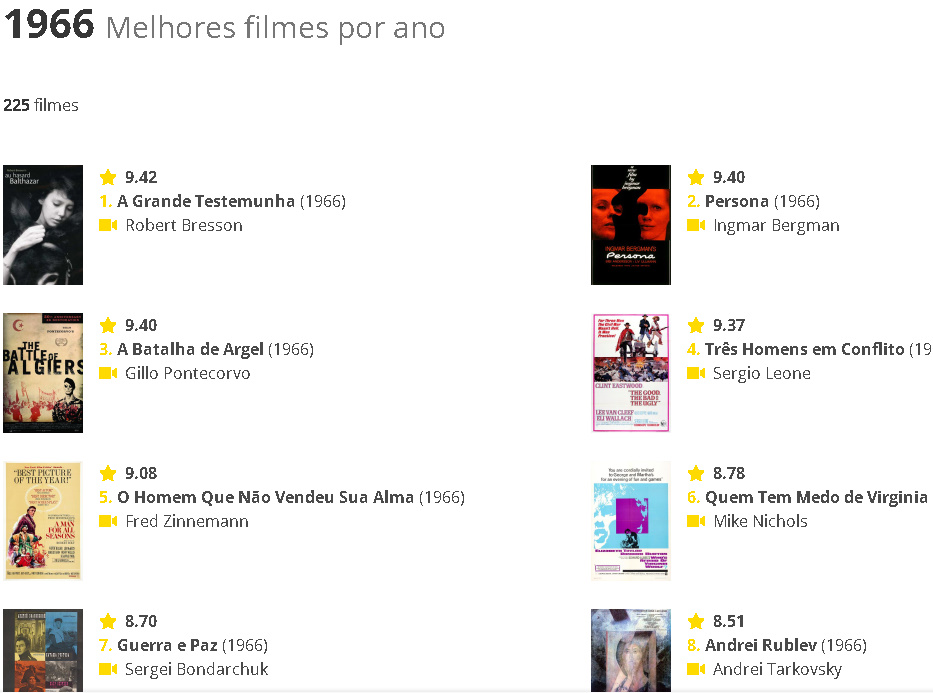 1966 Melhores filmes por ano
225 filmes
au hasard
Balthazar
9.42
1. A Grande Testemunha (1966)
Robert Bresson
INGMAR BERGMAN'S
Persona
9.40
2. Persona (1966)
Ingmar Bergman
THE
BATTLE OF
ALGIERS
9.40
3. A Batalha de Argel (1966)
Gillo Pontecorvo
CLINT EASTWOOD
"THE GOOD,
THE BAD &
THE UGLY"
LEE VAN CLEEF
ELI WALLACH
9.37
4. Três Homens em Conflito (19
Sergio Leone
"BEST PICTURE
OF THE YEAR!"
A MAN
FOR ALL
SEASONS
9.08
5. O Homem Que Não Vendeu Sua Alma (1966)
Fred Zinnemann
You are cordially invited
to George and Martha's
for an evening of fun and games
8.78
6. Quem Tem Medo de Virginia
Mike Nichols
8.70
7. Guerra e Paz (1966)
Sergei Bondarchuk
8.51
8. Andrei Rublev (1966)
Andrei Tarkovsky